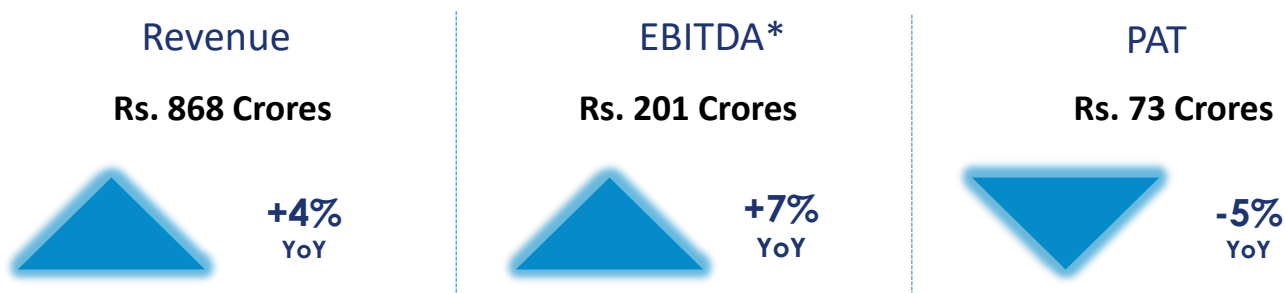 Revenue
Rs. 868 Crores
+4%
YoY
EBITDA*
Rs. 201 Crores
+7%
YoY
PAT
Rs. 73 Crores
-5%
YoY